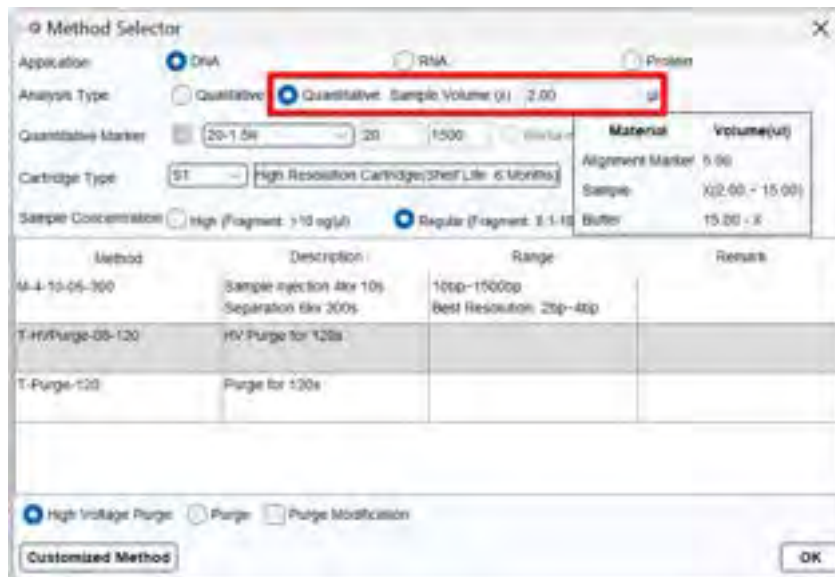 Method Selector
Application DNA RNA Protein
Analysis Type Qualitative Quantitative Sample Volume (X) 2.00 ul
Quantitative Marker 20-1.5k 20 1500
Material Volume(ul)
Alignment Marker 5.00
Sample X(2.00 ~ 15.00)
Buffer 15.00 - X
Cartridge Type S1 High Resolution Cartridge(Shelf Life 6 Months)
Sample Concentration High (Fragment >10 ng/ul) Regular (Fragment 0.1-10
Method Description Range Remark
M-4-10-06-300 Sample injection 4kv 10s 10bp~1500bp
Separation 6kv 300s Best Resolution: 2bp~4bp
T-HVPurge-08-120 HV Purge for 120s
T-Purge-120 Purge for 120s
High Voltage Purge Purge Purge Modification
Customized Method OK